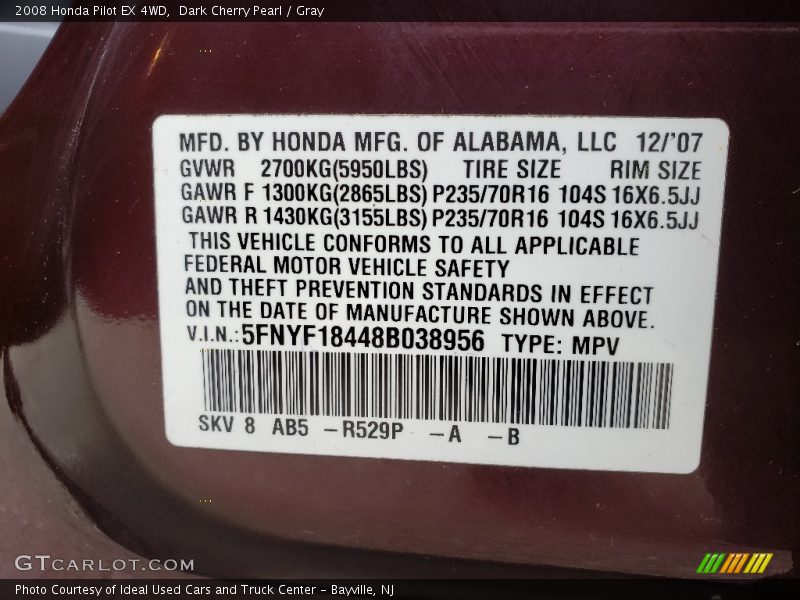 2008 Honda Pilot EX 4WD,  Dark Cherry Pearl / Gray
MFD. BY HONDA MFG. OF ALABAMA, LLC 12/'07
GVWR 2700KG(5950LBS) TIRE SIZE RIM SIZE
GAWR F 1300KG(2865LBS) P235/70R16 104S 16X6.5JJ
GAWR R 1430KG(3155LBS) P235/70R16 104S 16X6.5JJ
THIS VEHICLE CONFORMS TO ALL APPLICABLE
FEDERAL MOTOR VEHICLE SAFETY
AND THEFT PREVENTION STANDARDS IN EFFECT
ON THE DATE OF MANUFACTURE SHOWN ABOVE.
V.I.N.: 5FNYF18448B038956 TYPE: MPV
SKV 8 AB5 -R529P -A -B
GTCARLOT.COM
Photo Courtesy of Ideal Used Cars and Truck Center - Bayville, NJ